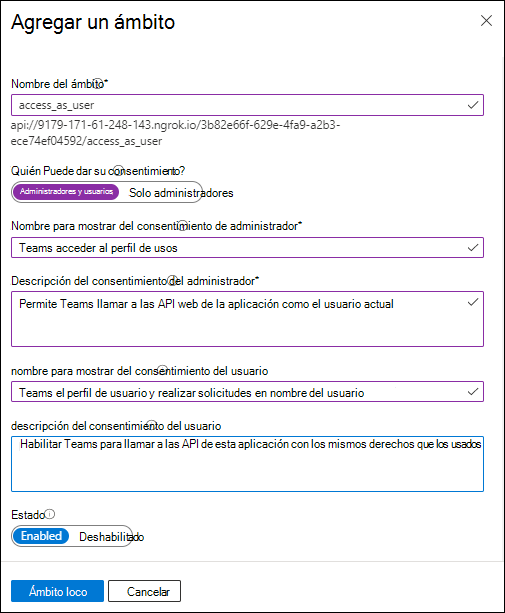 Agregar un ámbito
Nombre del ámbito*
access_as_user
api://9179-171-61-248-143.ngrok.io/3b82e66f-629e-4fa9-a2b3-
ece74ef04592/access_as_user
Quién Puede dar su consentimiento?
Administradores y usuarios Solo administradores
Nombre para mostrar del consentimiento de administrador*
Teams acceder al perfil de usos
Descripción del consentimiento del administrador*
Permite Teams llamar a las API web de la aplicación como el usuario actual
nombre para mostrar del consentimiento del usuario
Teams el perfil de usuario y realizar solicitudes en nombre del usuario
descripción del consentimiento del usuario
Habilitar Teams para llamar a las API de esta aplicación con los mismos derechos que los usados
Estado
Enabled Deshabilitado
Ámbito loco Cancelar